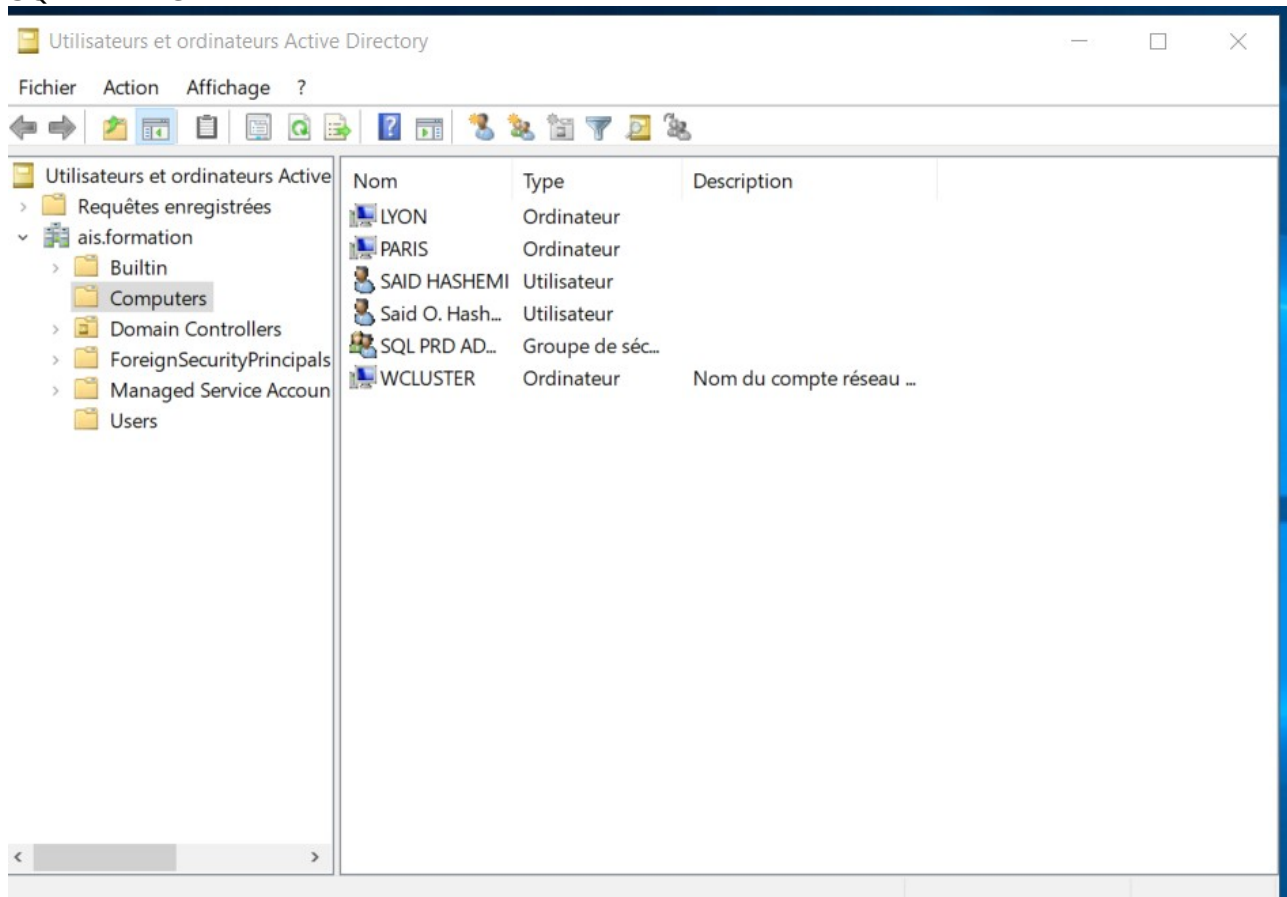 Utilisateurs et ordinateurs Active Directory
Fichier Action Affichage ?
Utilisateurs et ordinateurs Active
Requêtes enregistrées
ais.formation
Builtin
Computers
Domain Controllers
ForeignSecurityPrincipals
Managed Service Accoun
Users
Nom Type Description
LYON Ordinateur
PARIS Ordinateur
SAID HASHEMI Utilisateur
Said O. Hash... Utilisateur
SQL PRD AD... Groupe de séc...
WCLUSTER Ordinateur Nom du compte réseau ...